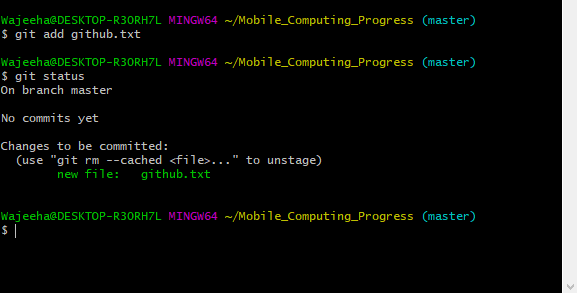 Wajeeha@DESKTOP-R3ORH7L MINGW64 ~/Mobile_Computing_Progress (master)
$ git add github.txt
Wajeeha@DESKTOP-R3ORH7L MINGW64 ~/Mobile_Computing_Progress (master)
$ git status
On branch master
No commits yet
Changes to be committed:
  (use "git rm --cached <file>..." to unstage)
        new file:   github.txt
Wajeeha@DESKTOP-R3ORH7L MINGW64 ~/Mobile_Computing_Progress (master)
$